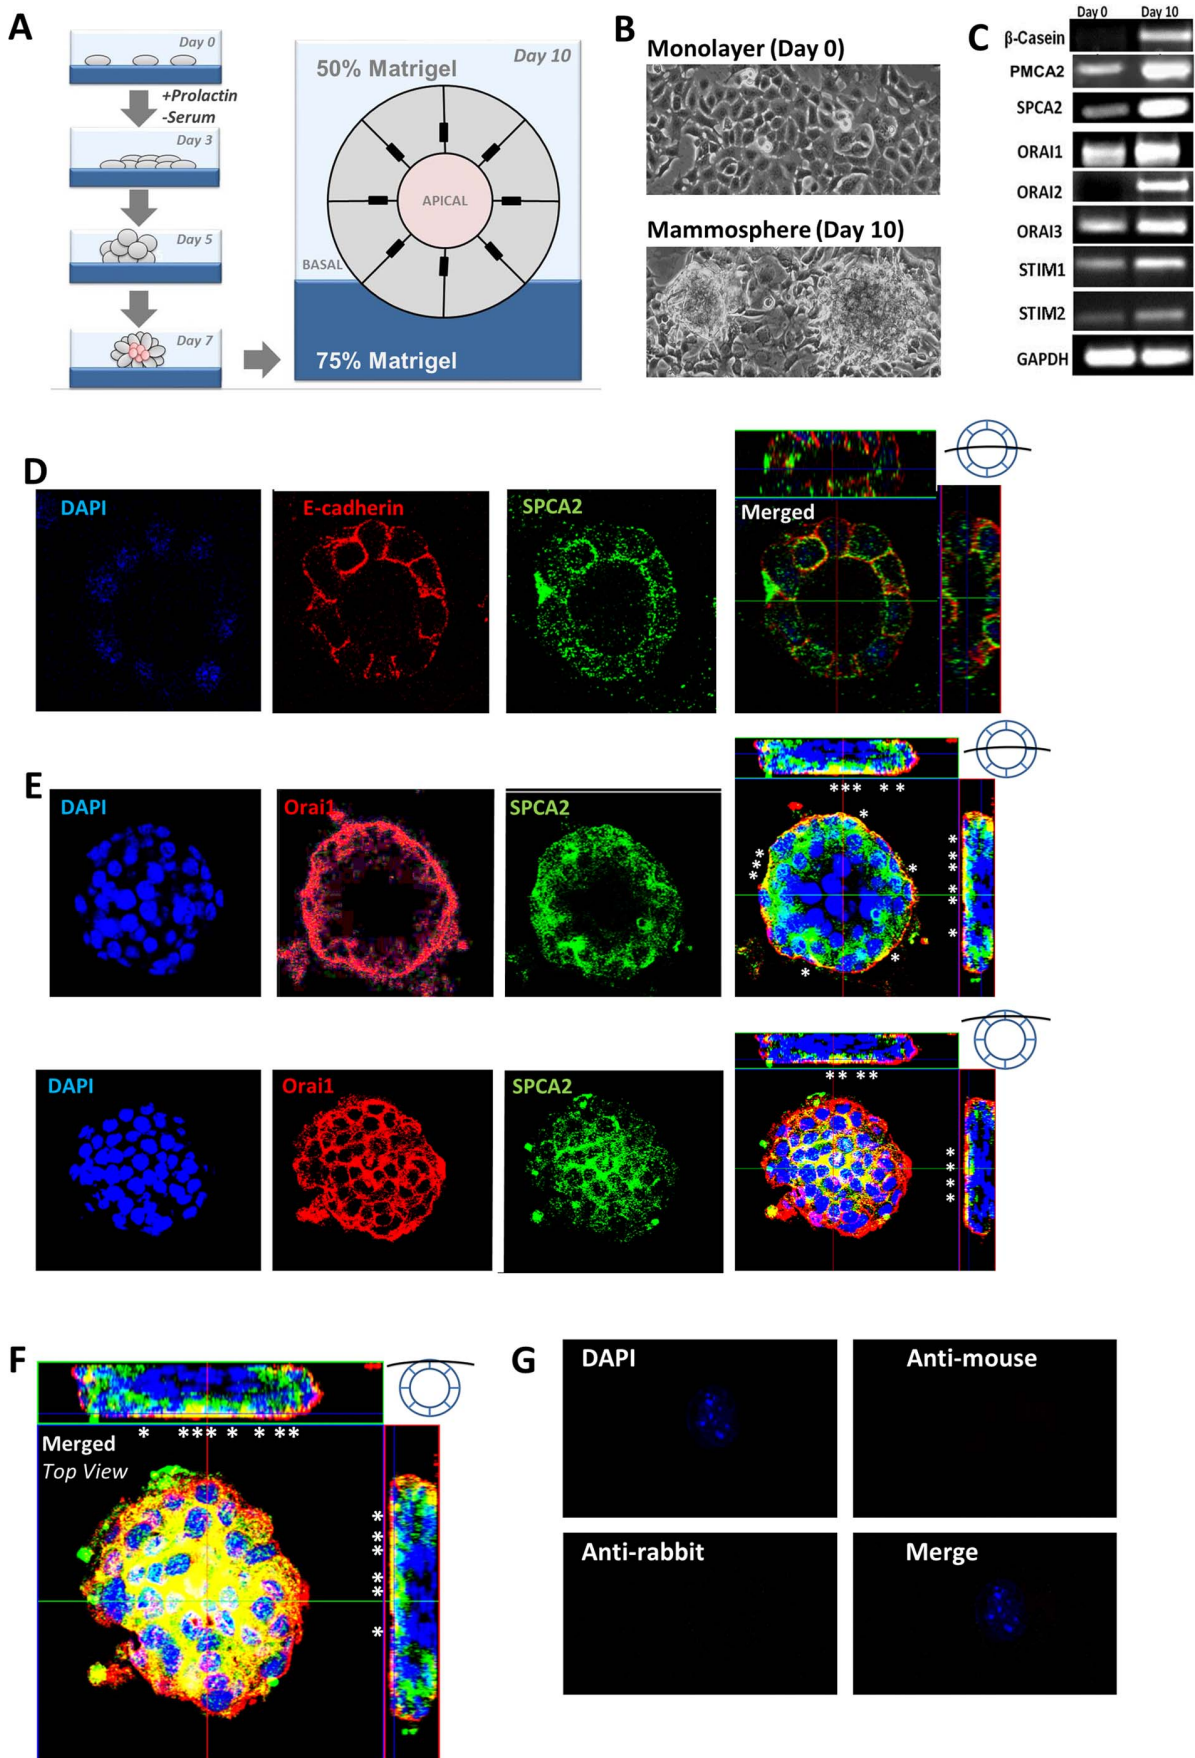 A
Day 0
+Prolactin
-Serum
Day 3
Day 5
Day 7
50% Matrigel
Day 10
APICAL
BASAL
75% Matrigel
B
Monolayer (Day 0)
Mammosphere (Day 10)
C
Day 0 Day 10
β-Casein
PMCA2
SPCA2
ORAI1
ORAI2
ORAI3
STIM1
STIM2
GAPDH
D
DAPI
E-cadherin
SPCA2
Merged
E
DAPI
Orai1
SPCA2
*** **
*
***
*
*
*
*
*
*
*
*
*
DAPI
Orai1
SPCA2
** **
*
*
*
*
F
* *** * * **
Merged
Top View
*
*
*
*
*
*
G
DAPI
Anti-mouse
Anti-rabbit
Merge